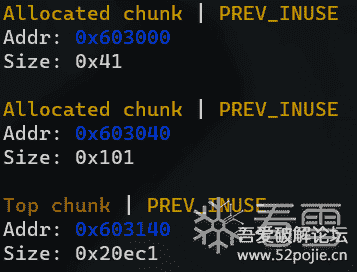 Allocated chunk | PREV_INUSE
Addr: 0x603000
Size: 0x41
Allocated chunk | PREV_INUSE
Addr: 0x603040
Size: 0x101
Top chunk | PREV_INUSE
Addr: 0x603140
Size: 0x20ec1
看雪
吾爱破解论坛
www.52pojie.cn